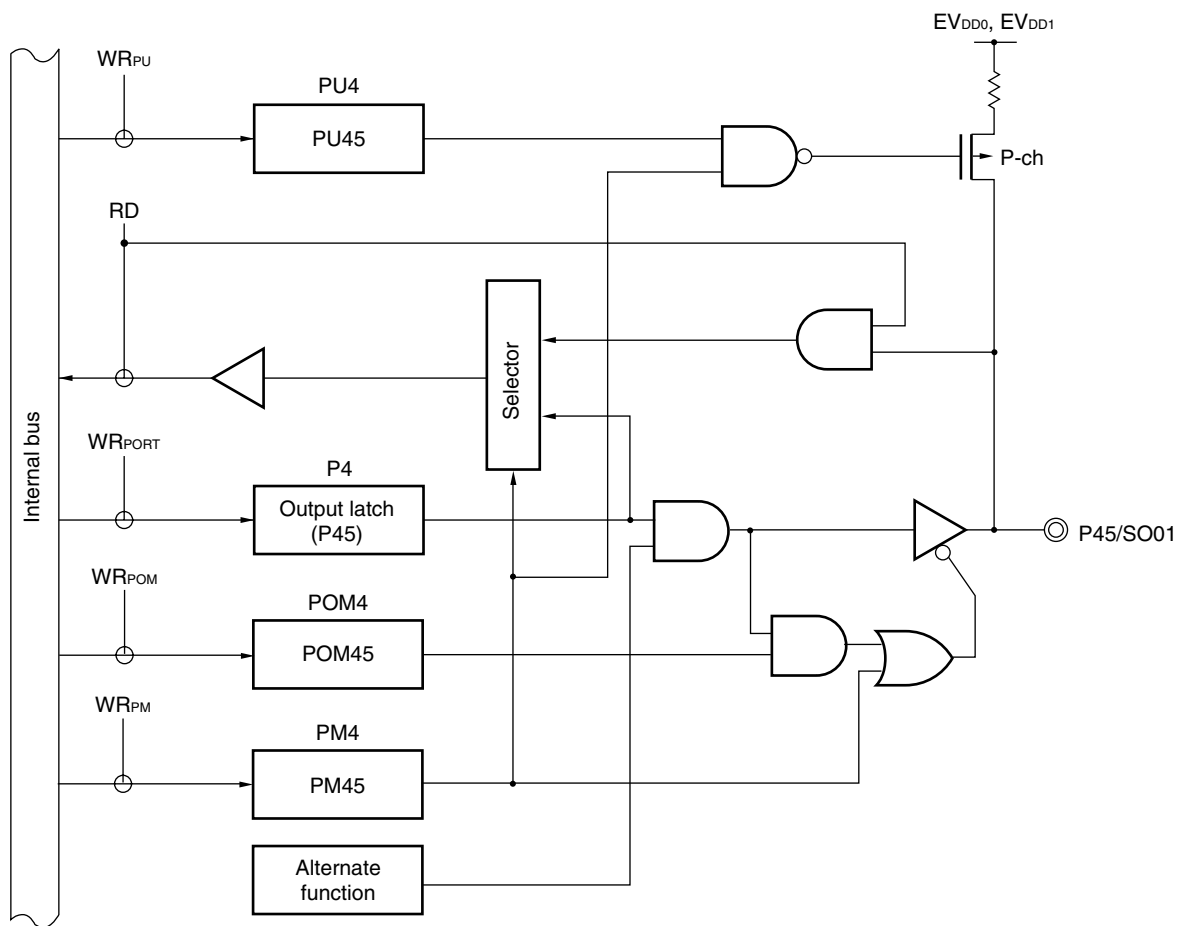 EVDD0, EVDD1
WRPU
PU4
PU45
P-ch
RD
Selector
Internal bus
WRPORT
P4
Output latch
(P45)
P45/SO01
WRPOM
POM4
POM45
WRPM
PM4
PM45
Alternate
function